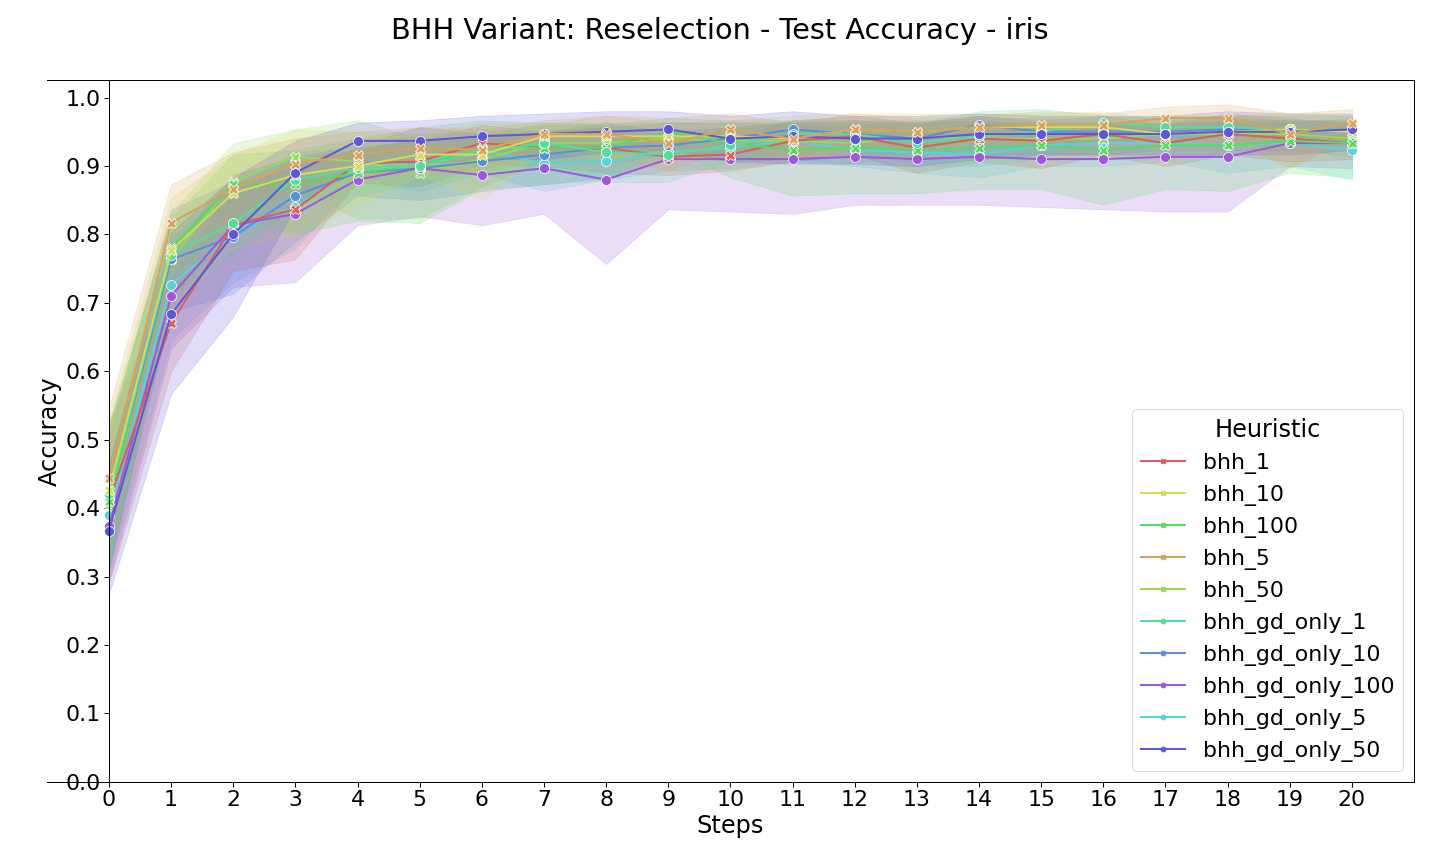 BHH Variant: Reselection - Test Accuracy - iris
1.0
0.9
0.8
0.7
0.6
0.5
0.4
0.3
0.2
0.1
0.0
Accuracy
Heuristic
bhh_1
bhh_10
bhh_100
bhh_5
bhh_50
bhh_gd_only_1
bhh_gd_only_10
bhh_gd_only_100
bhh_gd_only_5
bhh_gd_only_50
0 1 2 3 4 5 6 7 8 9 10 11 12 13 14 15 16 17 18 19 20
Steps